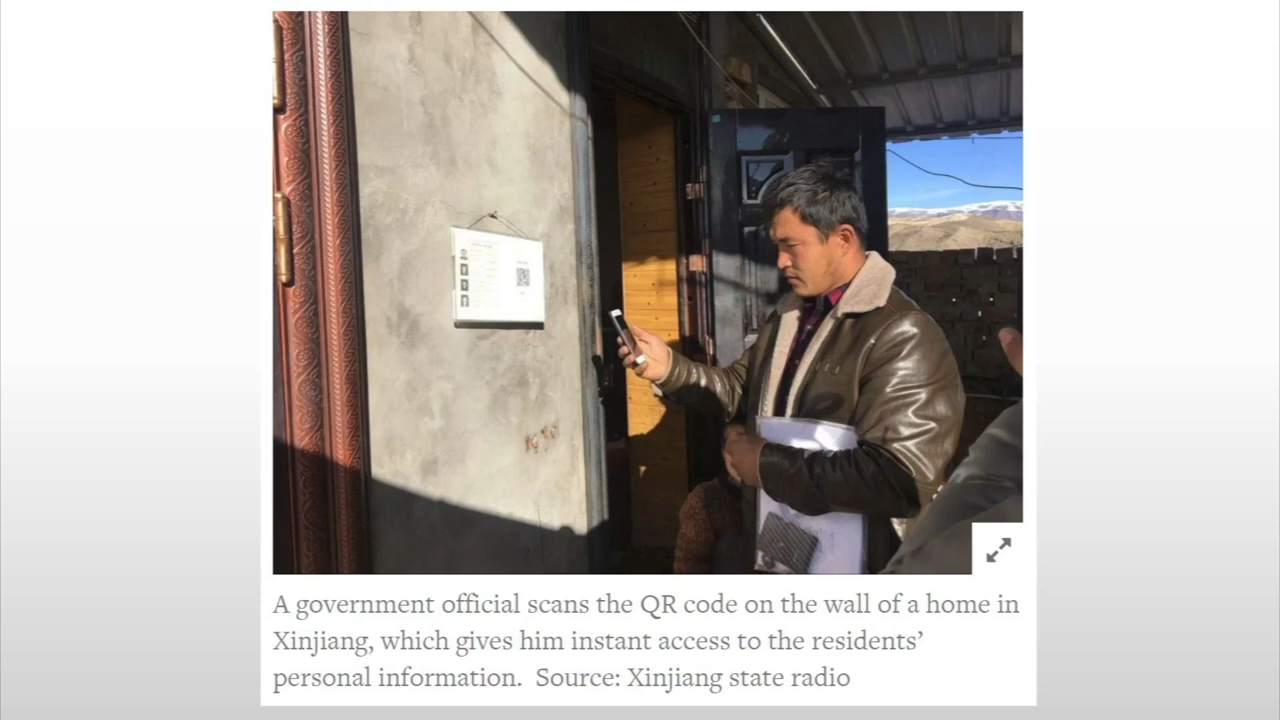 A government official scans the QR code on the wall of a home in
Xinjiang, which gives him instant access to the residents’
personal information.  Source: Xinjiang state radio